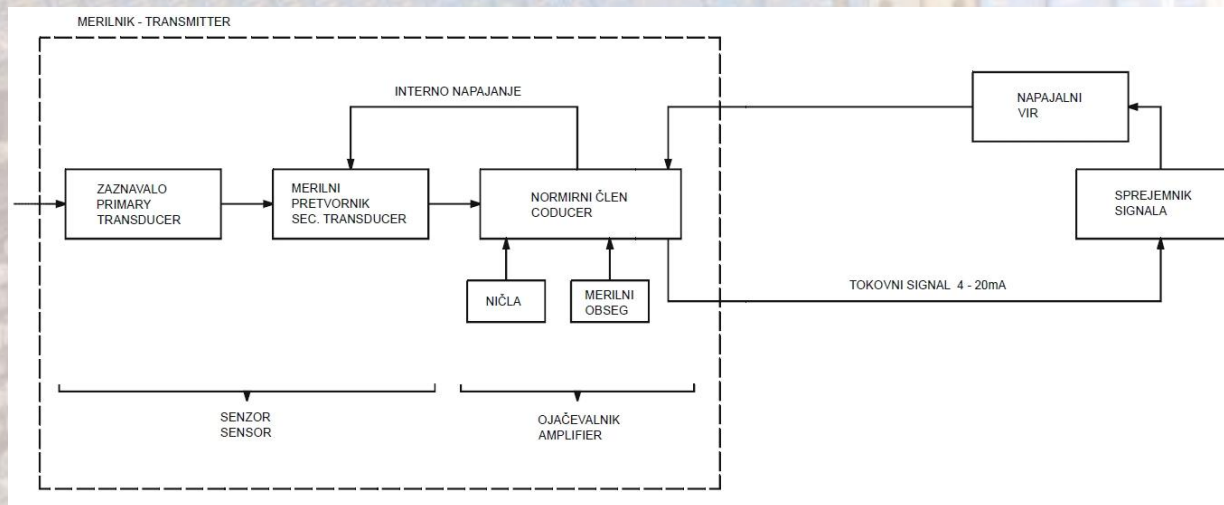 MERILNIK - TRANSMITTER
INTERNO NAPAJANJE
NAPAJALNI
VIR
ZAZNAVALO
PRIMARY
TRANSDUCER
MERILNI
PRETVORNIK
SEC. TRANSDUCER
NORMIRNI ČLEN
CODUCER
SPREJEMNIK
SIGNALA
NIČLA
MERILNI
OBSEG
TOKOVNI SIGNAL 4 - 20mA
SENZOR
SENSOR
OJAČEVALNIK
AMPLIFIER